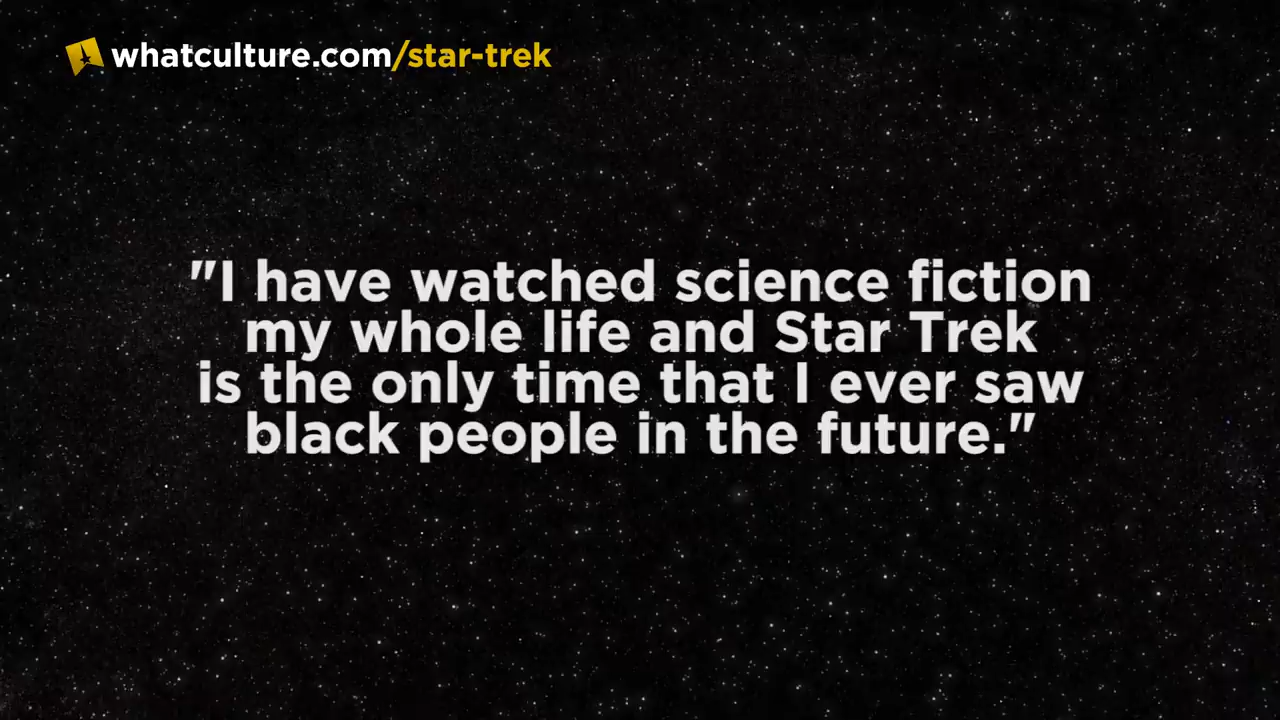 whatculture.com/star-trek
"I have watched science fiction
my whole life and Star Trek
is the only time that I ever saw
black people in the future."